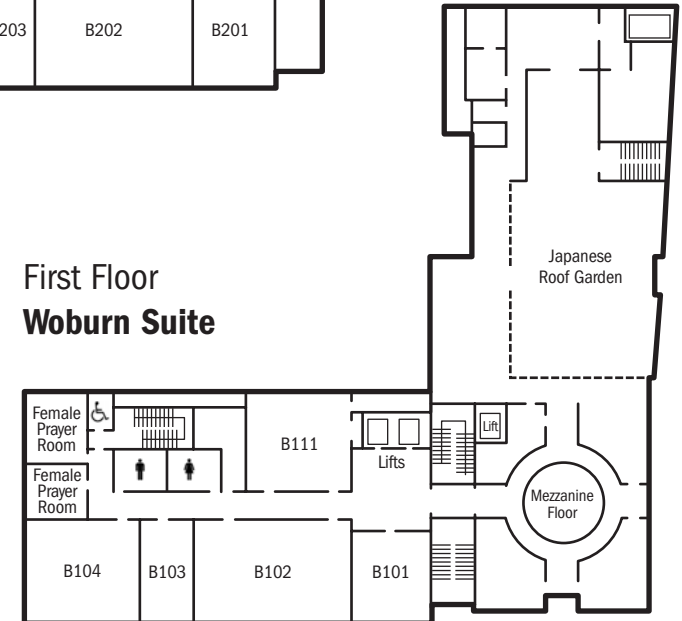 203
B202
B201
First Floor
Woburn Suite
Japanese
Roof Garden
Female
Prayer
Room
B111
Lifts
Lift
Female
Prayer
Room
Mezzanine
Floor
B104
B103
B102
B101